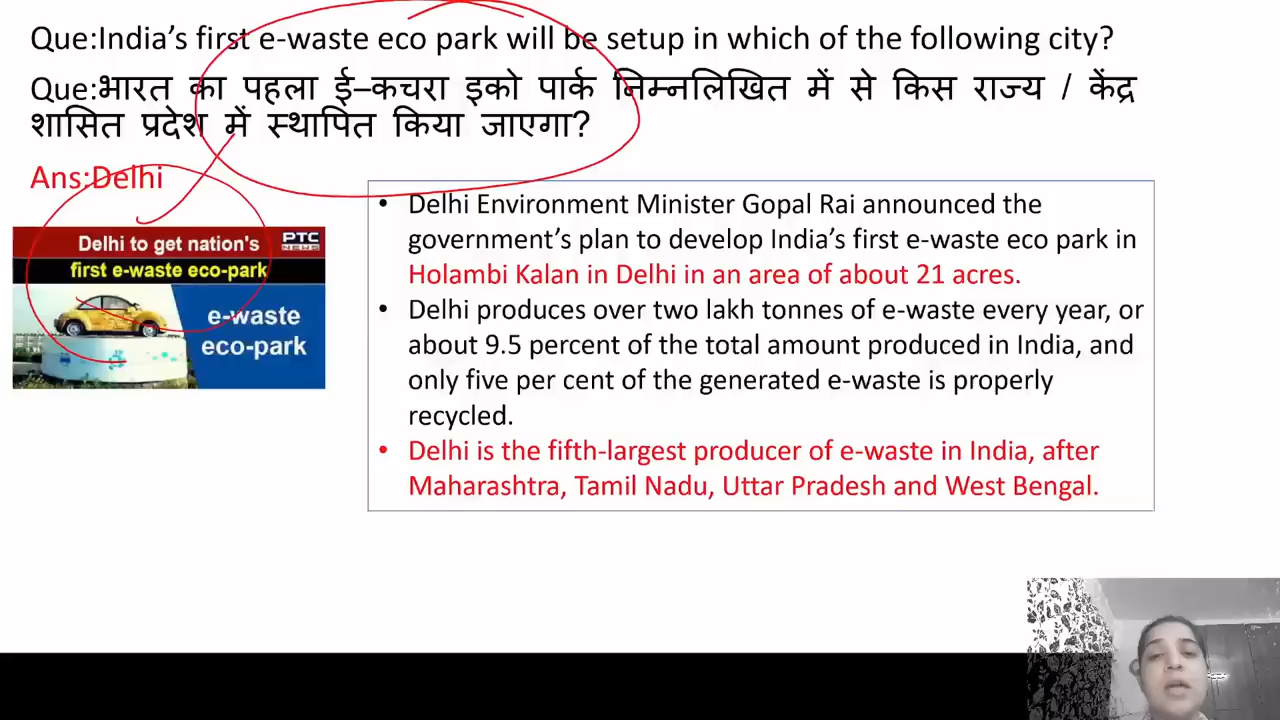 Que:India’s first e-waste eco park will be setup in which of the following city?
Que:भारत का पहला ई–कचरा इको पार्क निम्नलिखित में से किस राज्य / केंद्र
शासित प्रदेश में स्थापित किया जाएगा?
Ans:Delhi
Delhi to get nation's
PTC
NEWS
first e-waste eco-park
e-waste
eco-park
• Delhi Environment Minister Gopal Rai announced the
government’s plan to develop India’s first e-waste eco park in
Holambi Kalan in Delhi in an area of about 21 acres.
• Delhi produces over two lakh tonnes of e-waste every year, or
about 9.5 percent of the total amount produced in India, and
only five per cent of the generated e-waste is properly
recycled.
• Delhi is the fifth-largest producer of e-waste in India, after
Maharashtra, Tamil Nadu, Uttar Pradesh and West Bengal.